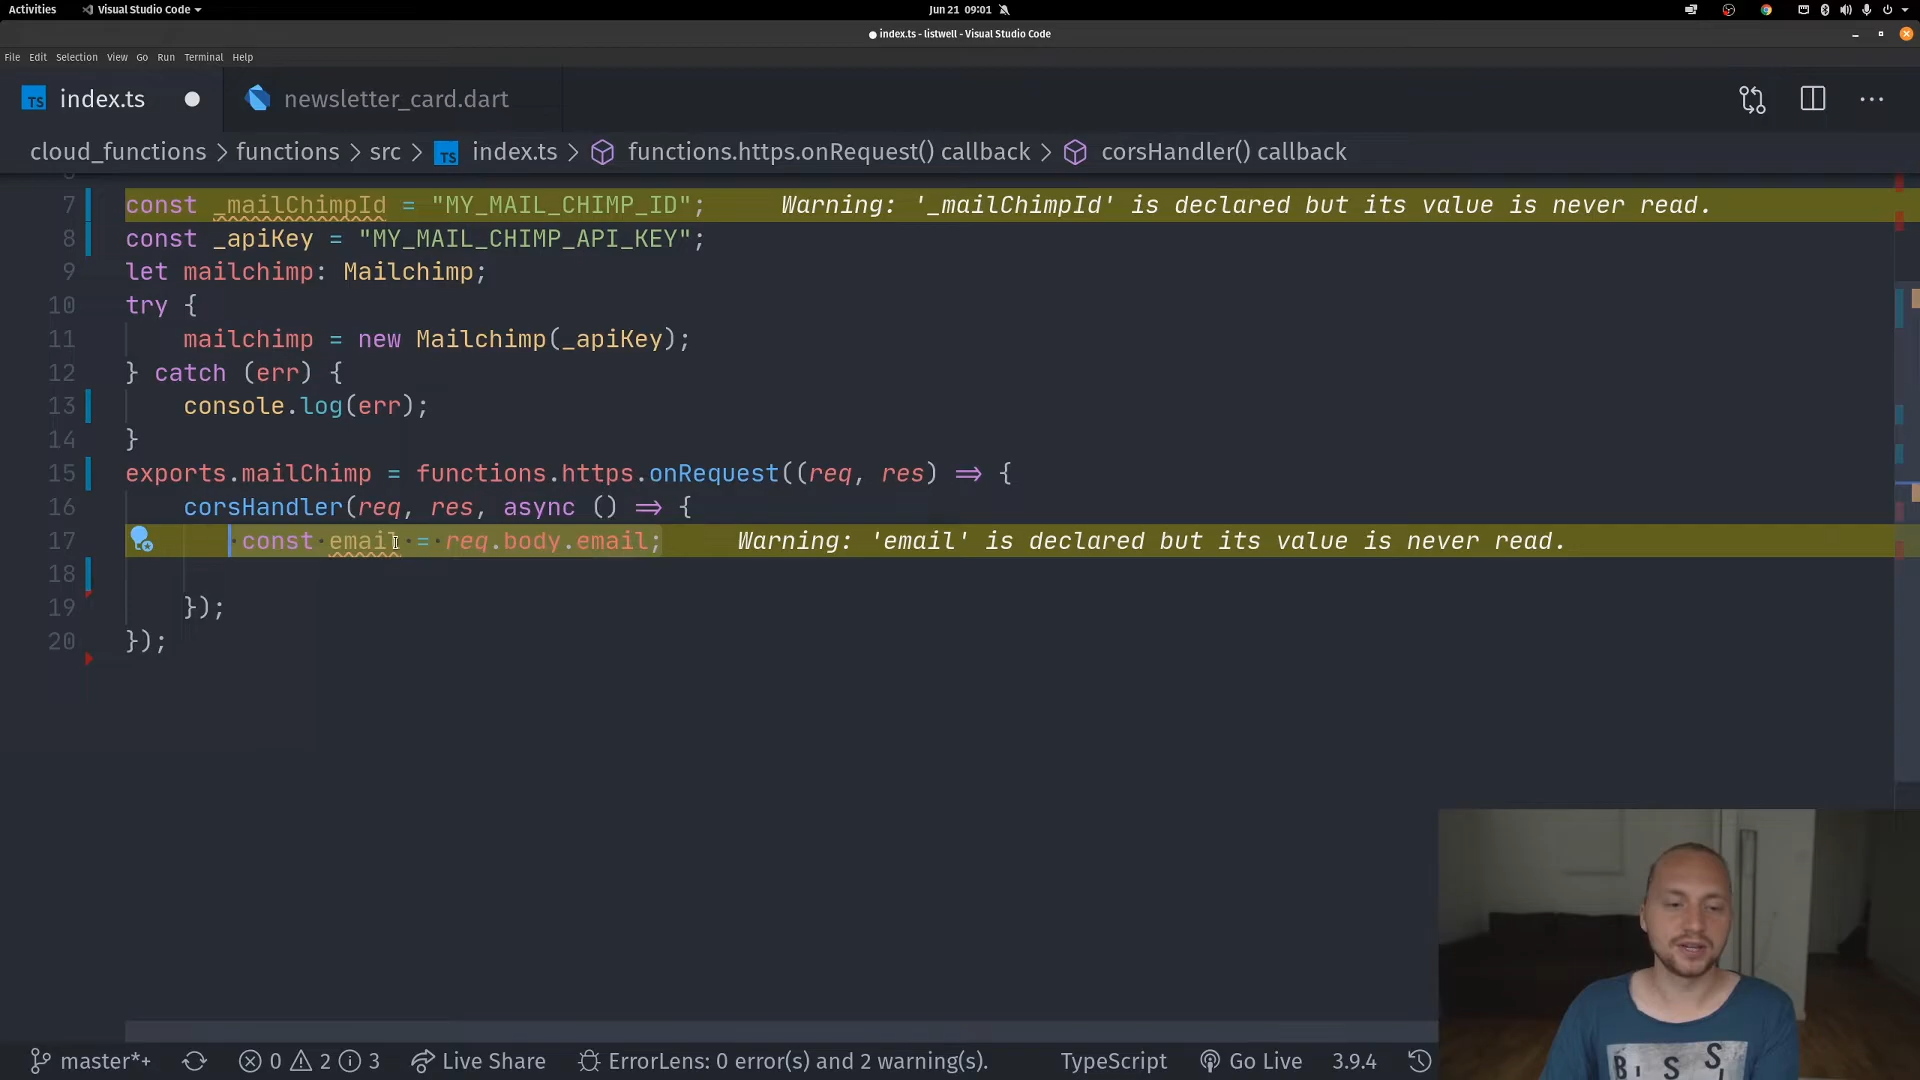 Activities Visual Studio Code Jun 21 09:01
index.ts - listwell - Visual Studio Code
File Edit Selection View Go Run Terminal Help
TS index.ts newsletter_card.dart
cloud_functions > functions > src > TS index.ts > functions.https.onRequest() callback > corsHandler() callback
7 const _mailChimpId = "MY_MAIL_CHIMP_ID"; Warning: '_mailChimpId' is declared but its value is never read.
8 const _apiKey = "MY_MAIL_CHIMP_API_KEY";
9 let mailchimp: Mailchimp;
10 try {
11 mailchimp = new Mailchimp(_apiKey);
12 } catch (err) {
13 console.log(err);
14 }
15 exports.mailChimp = functions.https.onRequest((req, res) => {
16 corsHandler(req, res, async () => {
17 const email = req.body.email; Warning: 'email' is declared but its value is never read.
18
19 });
20 });
BISSS
master*+ 0 2 3 Live Share ErrorLens: 0 error(s) and 2 warning(s). TypeScript Go Live 3.9.4